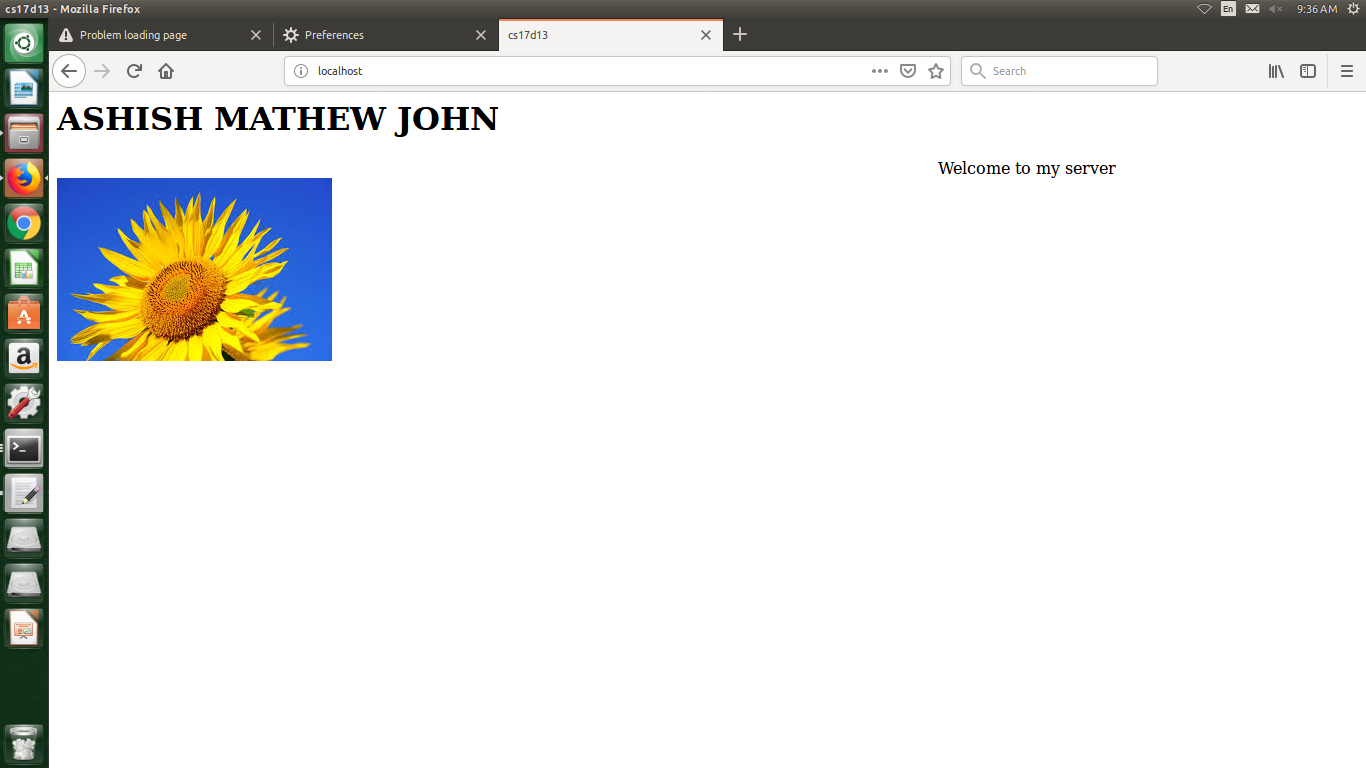 cs17d13 - Mozilla Firefox
En
9:36 AM
Problem loading page
Preferences
cs17d13
localhost
Search
ASHISH MATHEW JOHN
Welcome to my server